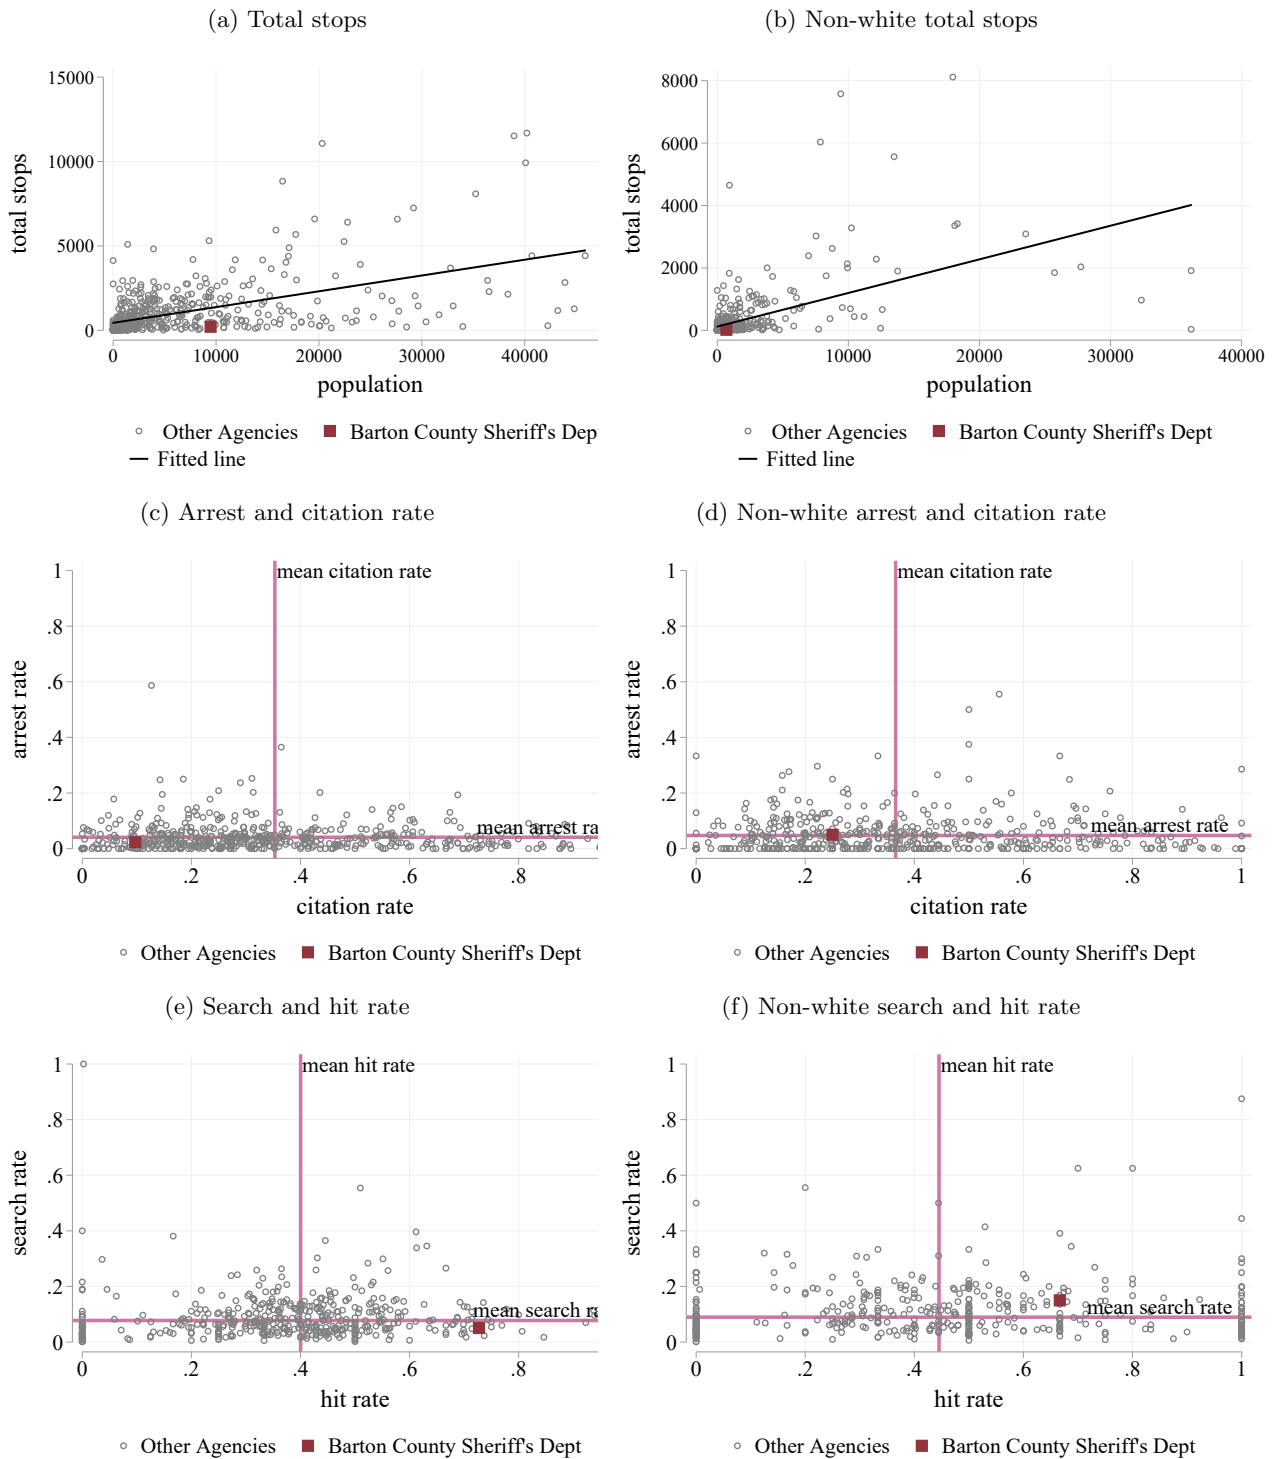 (a) Total stops
15000
10000
5000
0
total stops
0 10000 20000 30000 40000
population
Other Agencies Barton County Sheriff's Dep
Fitted line
(b) Non-white total stops
8000
6000
4000
2000
0
total stops
0 10000 20000 30000 40000
population
Other Agencies Barton County Sheriff's Dept
Fitted line
(c) Arrest and citation rate
mean citation rate
1
.8
.6
.4
.2
0
arrest rate
mean arrest ra
0 .2 .4 .6 .8
citation rate
Other Agencies Barton County Sheriff's Dept
(d) Non-white arrest and citation rate
mean citation rate
1
.8
.6
.4
.2
0
arrest rate
mean arrest rate
0 .2 .4 .6 .8 1
citation rate
Other Agencies Barton County Sheriff's Dept
(e) Search and hit rate
mean hit rate
1
.8
.6
.4
.2
0
search rate
mean search ra
0 .2 .4 .6 .8
hit rate
Other Agencies Barton County Sheriff's Dept
(f) Non-white search and hit rate
mean hit rate
1
.8
.6
.4
.2
0
search rate
mean search rate
0 .2 .4 .6 .8 1
hit rate
Other Agencies Barton County Sheriff's Dept